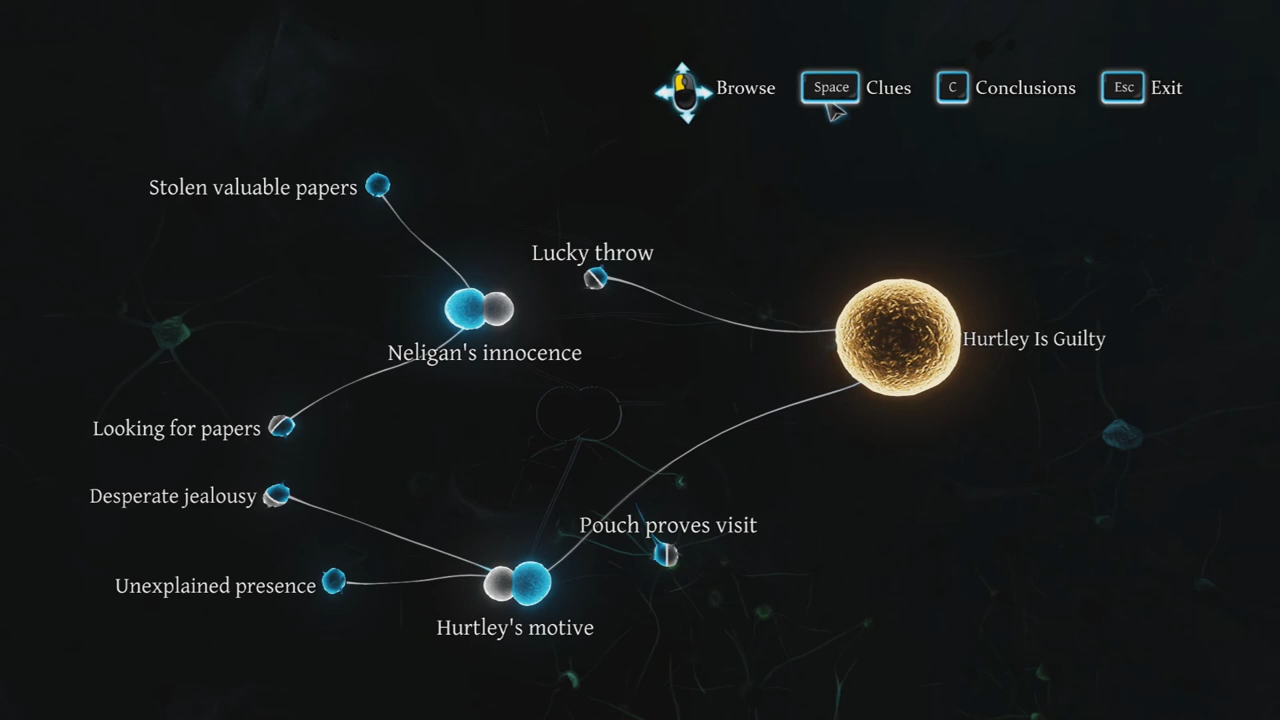 Browse
Space
Clues
C
Conclusions
Esc
Exit
Stolen valuable papers
Lucky throw
Hurtley Is Guilty
Neligan's innocence
Looking for papers
Desperate jealousy
Pouch proves visit
Unexplained presence
Hurtley's motive